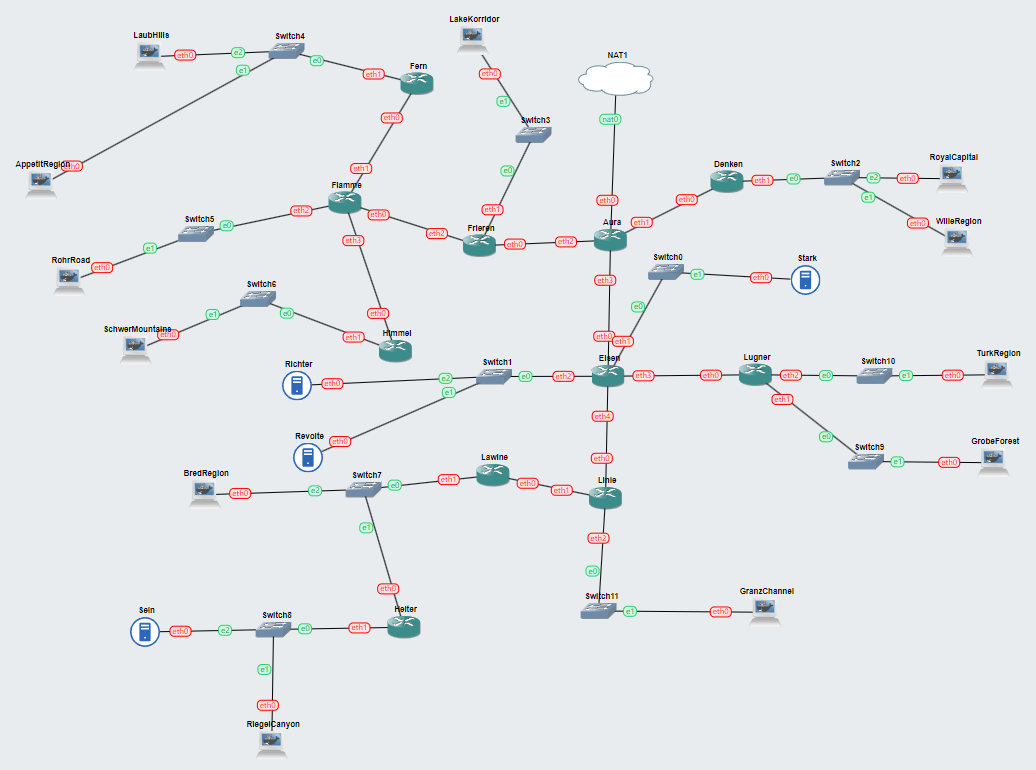 LakeKorridor
LaubHills
Switch4
eth0
e2
e0
e1
Fern
eth1
eth0
e1
NAT1
nat0
Switch3
e0
eth1
eth0
AppetitRegion
eth0
eth1
Flamme
eth2
eth0
eth3
Switch5
e0
e1
RohrRoad
eth0
eth2
Frieren
eth0
eth2
eth0
Aura
eth1
eth3
eth0
Denken
eth1
e0
Switch2
e2
e1
eth0
RoyalCapital
eth0
WilleRegion
Switch0
e1
e0
eth0
Stark
Switch6
e1
e0
SchwerMountains
eth0
eth1
eth0
Himmel
Richter
eth0
e2
Switch1
e0
e1
eth2
eth0
eth1
Eisen
eth3
eth4
eth0
Lugner
eth2
eth1
e0
Switch10
e1
eth0
TurkRegion
Revolte
eth0
e0
Switch9
e1
eth0
GrobeForest
BredRegion
eth0
e2
Switch7
e0
e1
eth1
Lawine
eth0
eth1
eth0
Linie
eth2
e0
Switch11
e1
eth0
GranzChannel
eth0
Heiter
eth1
Sein
eth0
e2
Switch8
e0
e1
eth0
RiegelCanyon